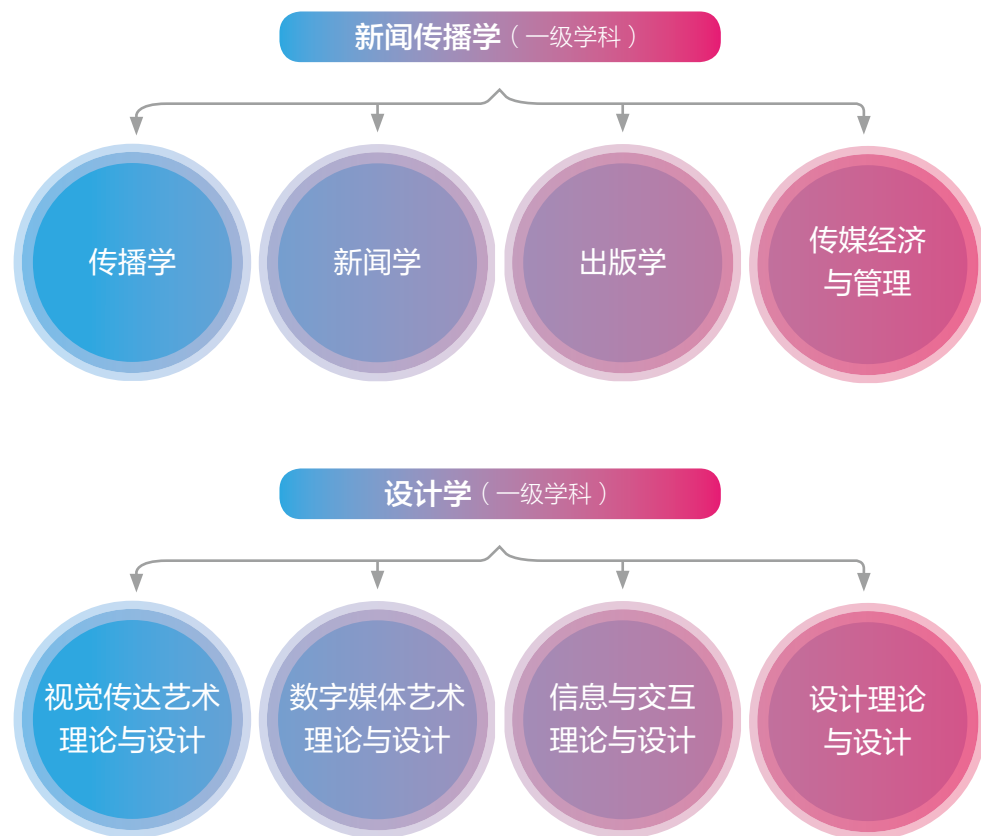 新闻传播学（一级学科）
传播学
新闻学
出版学
传媒经济
与管理
设计学（一级学科）
视觉传达艺术
理论与设计
数字媒体艺术
理论与设计
信息与交互
理论与设计
设计理论
与设计